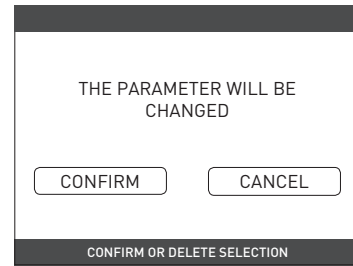 THE PARAMETER WILL BE
CHANGED
CONFIRM
CANCEL
CONFIRM OR DELETE SELECTION